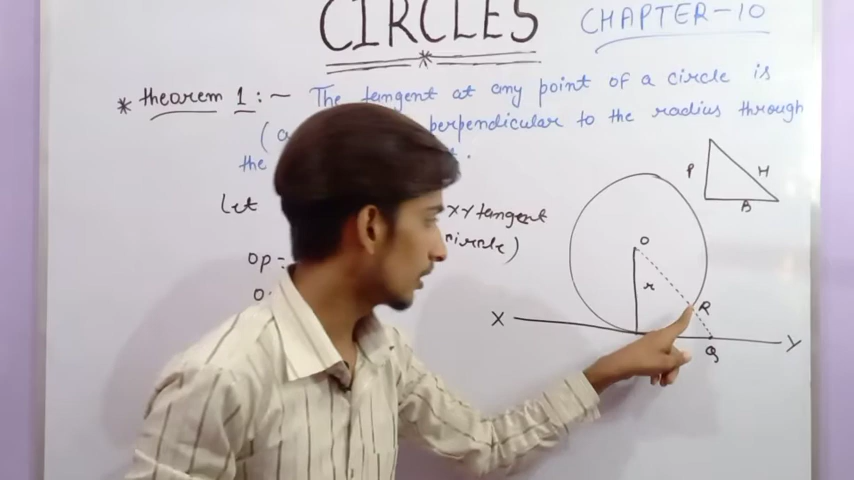 CIRCLES
CHAPTER-10
* theorem 1 :- The tangent at any point of a circle is
perpendicular to the radius through
the
Let XY tangent
circle)
OP=
P
H
B
O
r
R
X
Y
Q